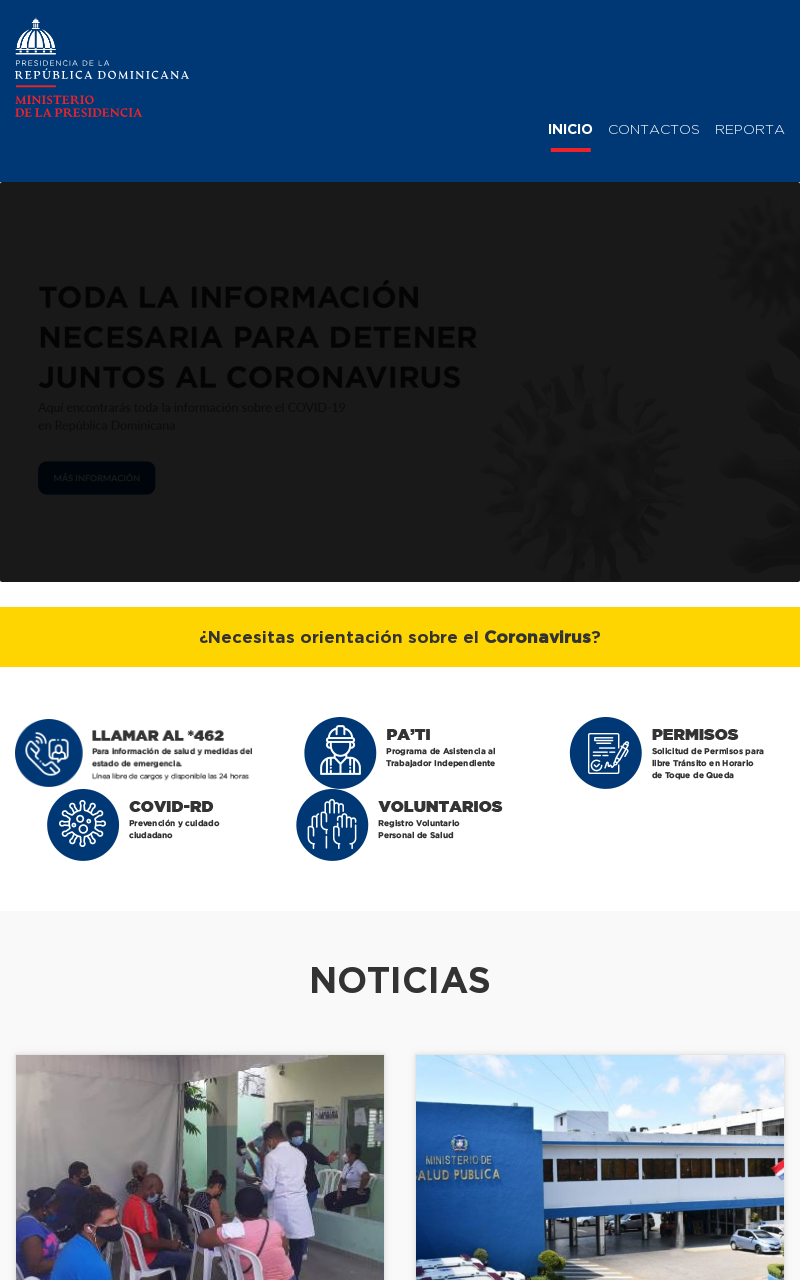 PRESIDENCIA DE LA
REPÚBLICA DOMINICANA
MINISTERIO
DE LA PRESIDENCIA
INICIO CONTACTOS REPORTA
TODA LA INFORMACIÓN
NECESARIA PARA DETENER
JUNTOS AL CORONAVIRUS
Aquí encontrarás toda la información sobre el COVID-19
en República Dominicana
MÁS INFORMACIÓN
¿Necesitas orientación sobre el Coronavirus?
LLAMAR AL *462
Para información de salud y medidas del
estado de emergencia.
Línea libre de cargos y disponible las 24 horas
PA'TI
Programa de Asistencia al
Trabajador Independiente
PERMISOS
Solicitud de Permisos para
libre Tránsito en Horario
de Toque de Queda
COVID-RD
Prevención y cuidado
ciudadano
VOLUNTARIOS
Registro Voluntario
Personal de Salud
NOTICIAS
MINISTERIO DE
SALUD PUBLICA